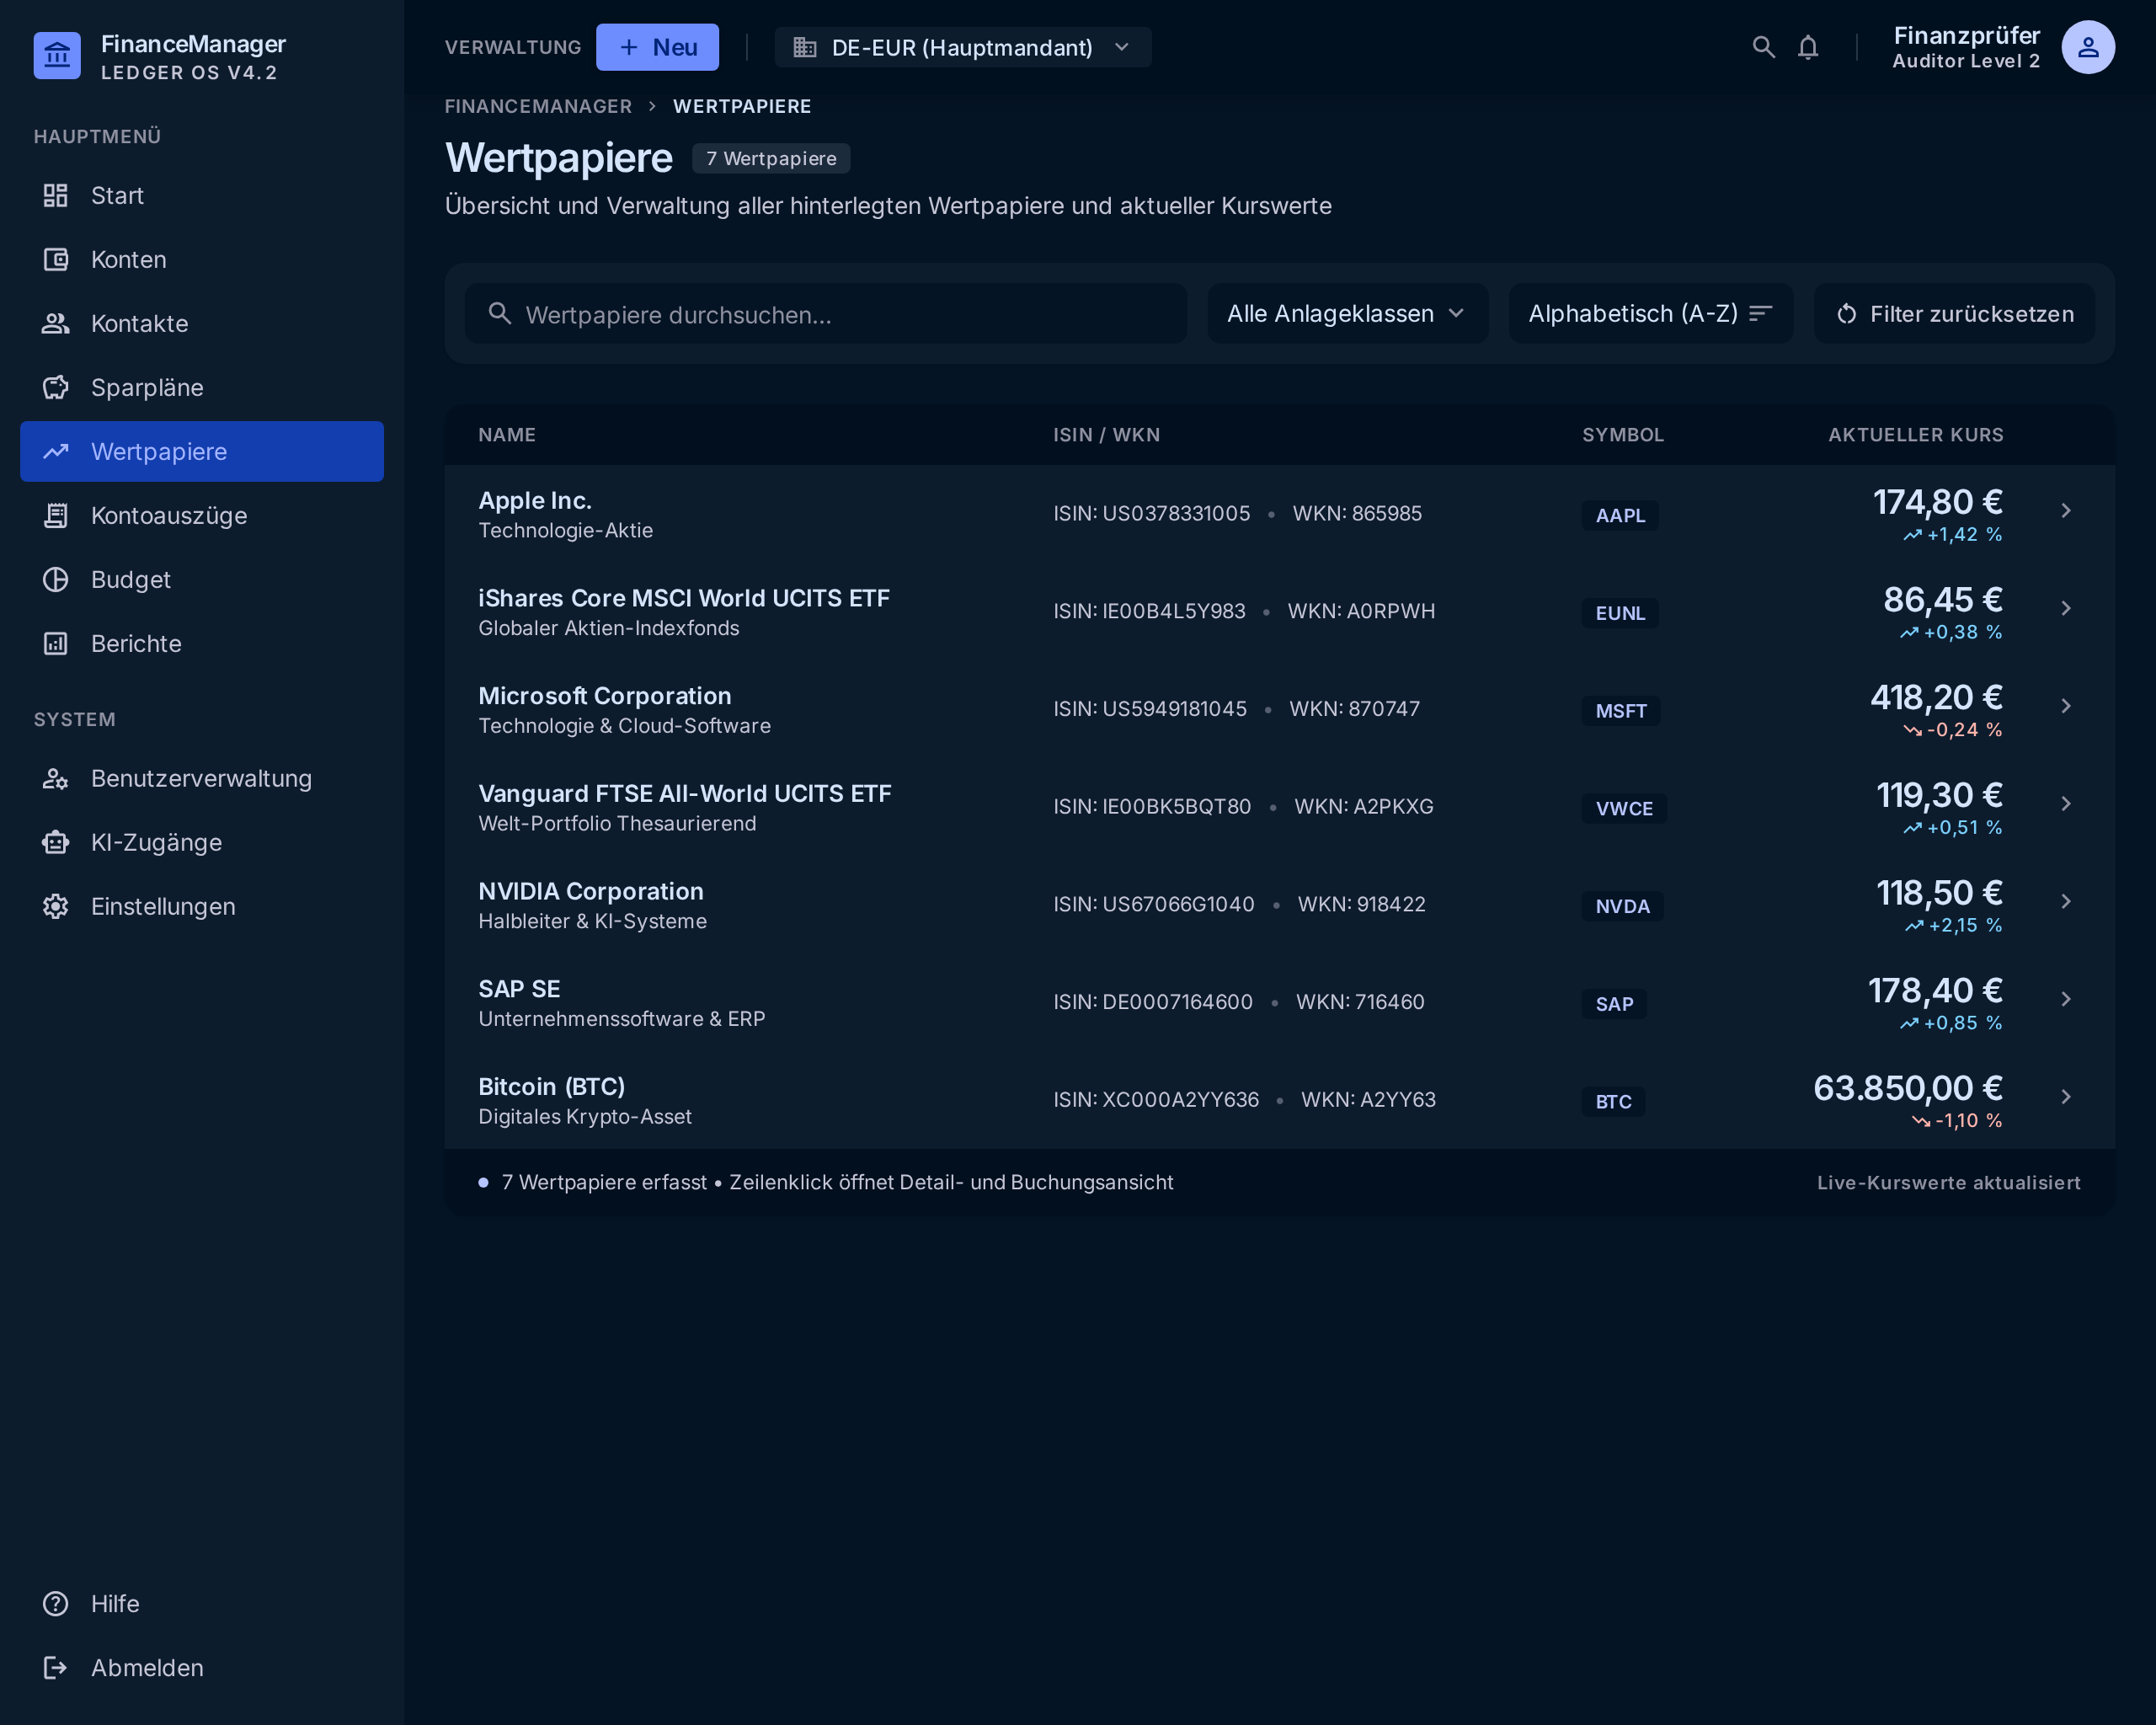 FinanceManager
LEDGER OS V4.2
HAUPTMENÜ
Start
Konten
Kontakte
Sparpläne
Wertpapiere
Kontoauszüge
Budget
Berichte
SYSTEM
Benutzerverwaltung
KI-Zugänge
Einstellungen
Hilfe
Abmelden
VERWALTUNG
Neu
DE-EUR (Hauptmandant)
Finanzprüfer
Auditor Level 2
FINANCEMANAGER > WERTPAPIERE
Wertpapiere
7 Wertpapiere
Übersicht und Verwaltung aller hinterlegten Wertpapiere und aktueller Kurswerte
Wertpapiere durchsuchen...
Alle Anlageklassen
Alphabetisch (A-Z)
Filter zurücksetzen
NAME ISIN / WKN SYMBOL AKTUELLER KURS
Apple Inc.
Technologie-Aktie
ISIN: US0378331005 • WKN: 865985
AAPL
174,80 €
+1,42 %
iShares Core MSCI World UCITS ETF
Globaler Aktien-Indexfonds
ISIN: IE00B4L5Y983 • WKN: A0RPWH
EUNL
86,45 €
+0,38 %
Microsoft Corporation
Technologie & Cloud-Software
ISIN: US5949181045 • WKN: 870747
MSFT
418,20 €
-0,24 %
Vanguard FTSE All-World UCITS ETF
Welt-Portfolio Thesaurierend
ISIN: IE00BK5BQT80 • WKN: A2PKXG
VWCE
119,30 €
+0,51 %
NVIDIA Corporation
Halbleiter & KI-Systeme
ISIN: US67066G1040 • WKN: 918422
NVDA
118,50 €
+2,15 %
SAP SE
Unternehmenssoftware & ERP
ISIN: DE0007164600 • WKN: 716460
SAP
178,40 €
+0,85 %
Bitcoin (BTC)
Digitales Krypto-Asset
ISIN: XC000A2YY636 • WKN: A2YY63
BTC
63.850,00 €
-1,10 %
7 Wertpapiere erfasst • Zeilenklick öffnet Detail- und Buchungsansicht
Live-Kurswerte aktualisiert